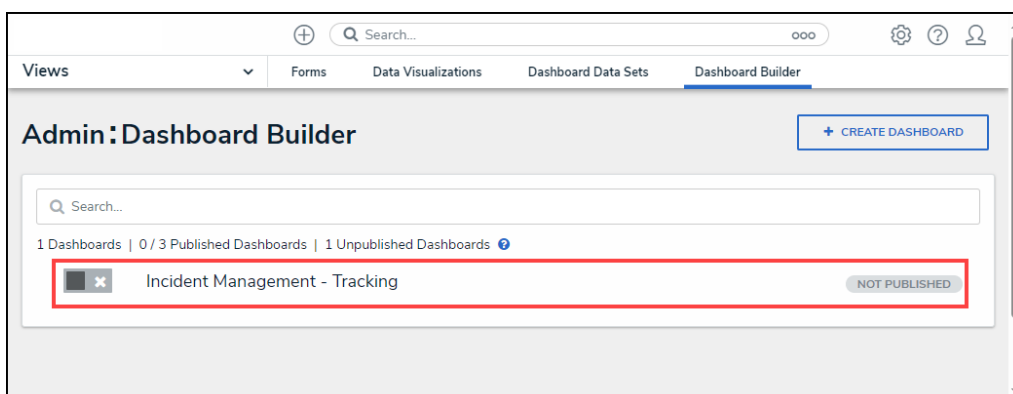 Search... ooo
Views Forms Data Visualizations Dashboard Data Sets Dashboard Builder
Admin:Dashboard Builder + CREATE DASHBOARD
Search...
1 Dashboards | 0 / 3 Published Dashboards | 1 Unpublished Dashboards ?
Incident Management - Tracking NOT PUBLISHED